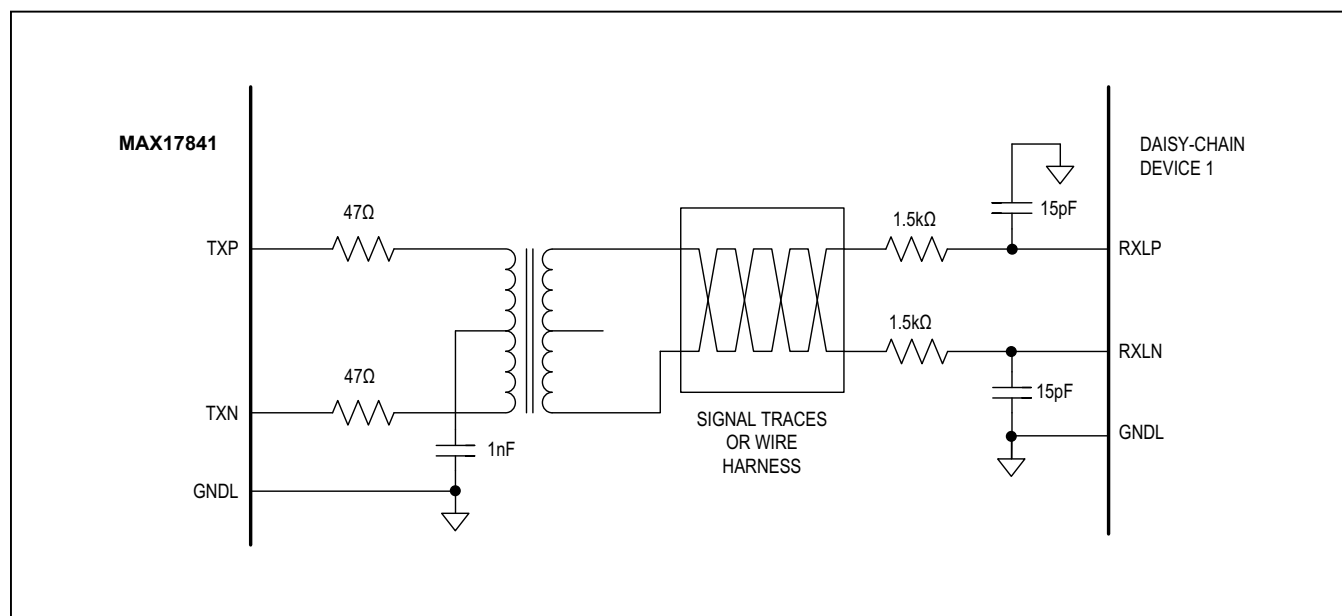 MAX17841
DAISY-CHAIN
DEVICE 1
47Ω
1.5kΩ
15pF
TXP
RXLP
1.5kΩ
RXLN
47Ω
15pF
TXN
SIGNAL TRACES
OR WIRE
HARNESS
GNDL
1nF
GNDL